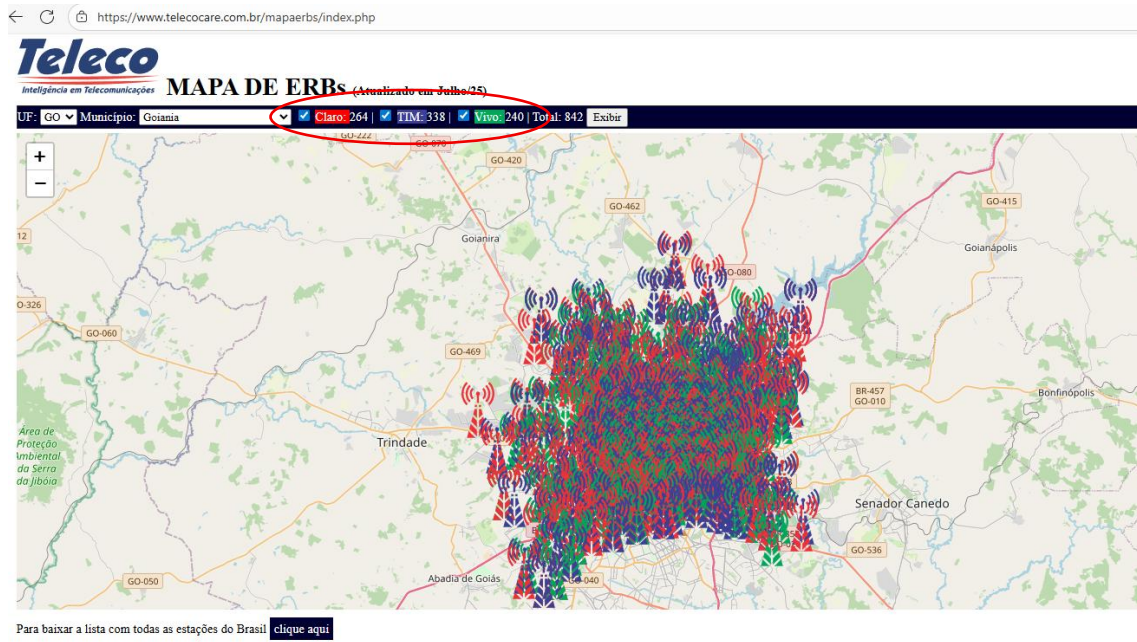 https://www.telecocare.com.br/mapaerbs/index.php
Teleco
Inteligência em Telecomunicações
MAPA DE ERBs (Atualizado em Julho/25)
UF: GO Município: Goiania Claro: 264 | TIM: 338 | Vivo: 240 | Total: 842 Exibir
+
GO-222
GO-070
GO-420
−
GO-462
GO-415
12
Goianira
Goianápolis
GO-080
O-326
GO-060
GO-469
BR-457
GO-010
Bonfinópolis
Trindade
Área de
Proteção
Ambiental
da Serra
da Jibóia
Senador Canedo
GO-536
GO-050
Abadia de Goiás
GO-040
Para baixar a lista com todas as estações do Brasil clique aqui